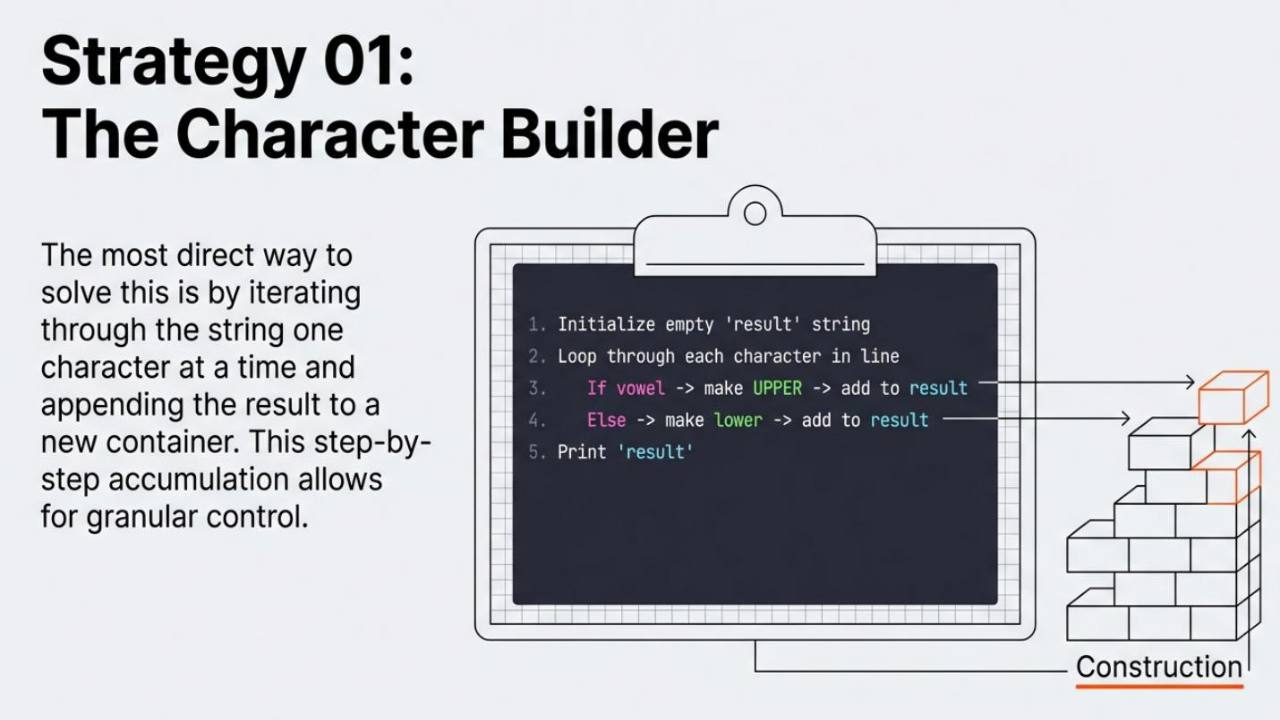 Strategy 01:
The Character Builder
The most direct way to
solve this is by iterating
through the string one
character at a time and
appending the result to a
new container. This step-by-
step accumulation allows
for granular control.
1. Initialize empty 'result' string
2. Loop through each character in line
3. If vowel -> make UPPER -> add to result
4. Else -> make lower -> add to result
5. Print 'result'
Construction